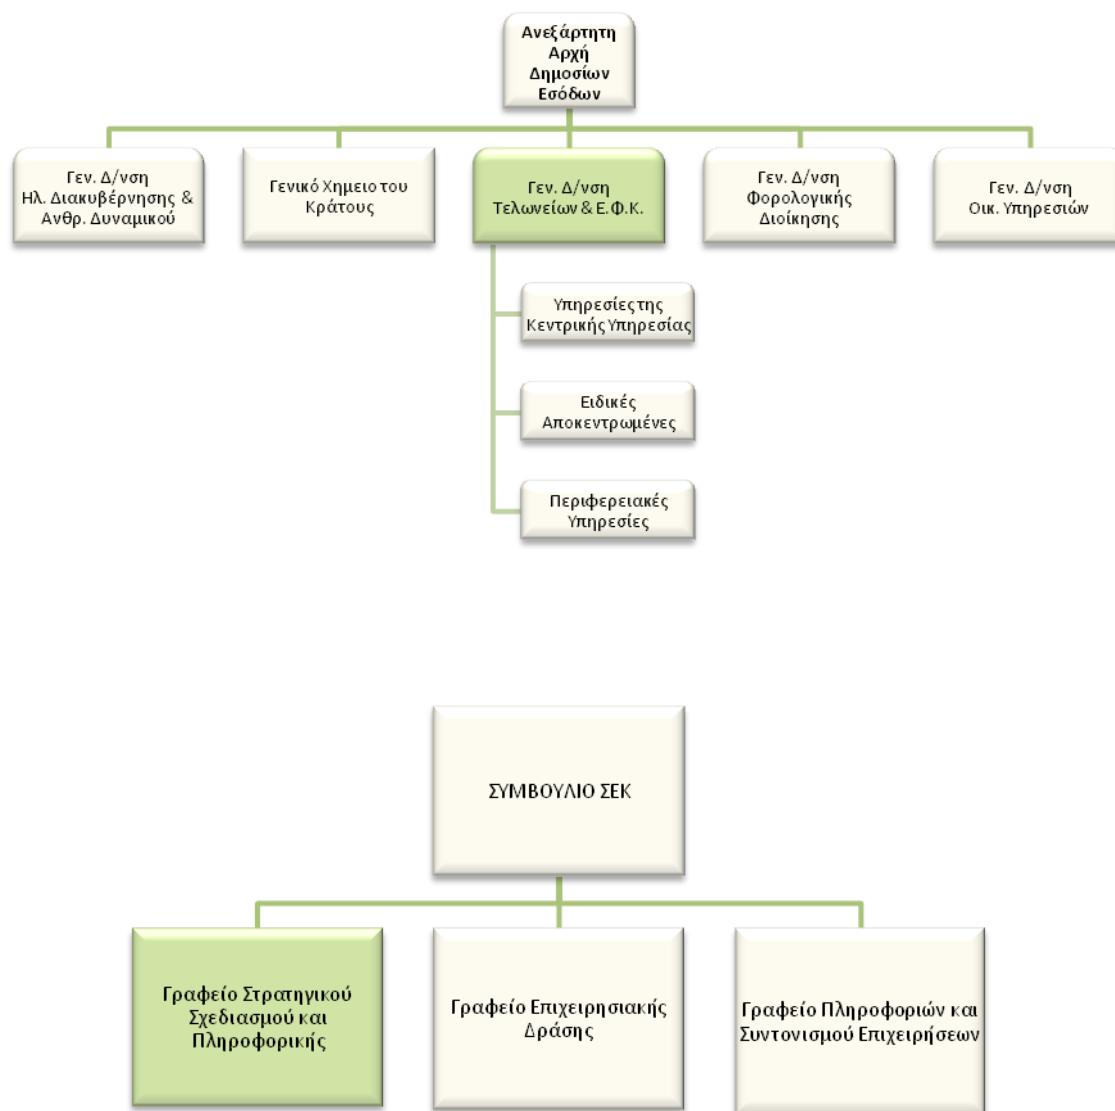 Ανεξάρτητη
Αρχή
Δημοσίων
Εσόδων
Γεν. Δ/νση
Ηλ. Διακυβέρνησης &
Ανθρ. Δυναμικού
Γενικό Χημειο του
Κράτους
Γεν. Δ/νση
Τελωνείων & Ε.Φ.Κ.
Γεν. Δ/νση
Φορολογικής
Διοίκησης
Γεν. Δ/νση
Οικ. Υπηρεσιών
Υπηρεσίες της
Κεντρικής Υπηρεσίας
Ειδικές
Αποκεντρωμένες
Περιφερειακές
Υπηρεσίες
ΣΥΜΒΟΥΛΙΟ ΣΕΚ
Γραφείο Στρατηγικού
Σχεδιασμού και
Πληροφορικής
Γραφείο Επιχειρησιακής
Δράσης
Γραφείο Πληροφοριών και
Συντονισμού Επιχειρήσεων